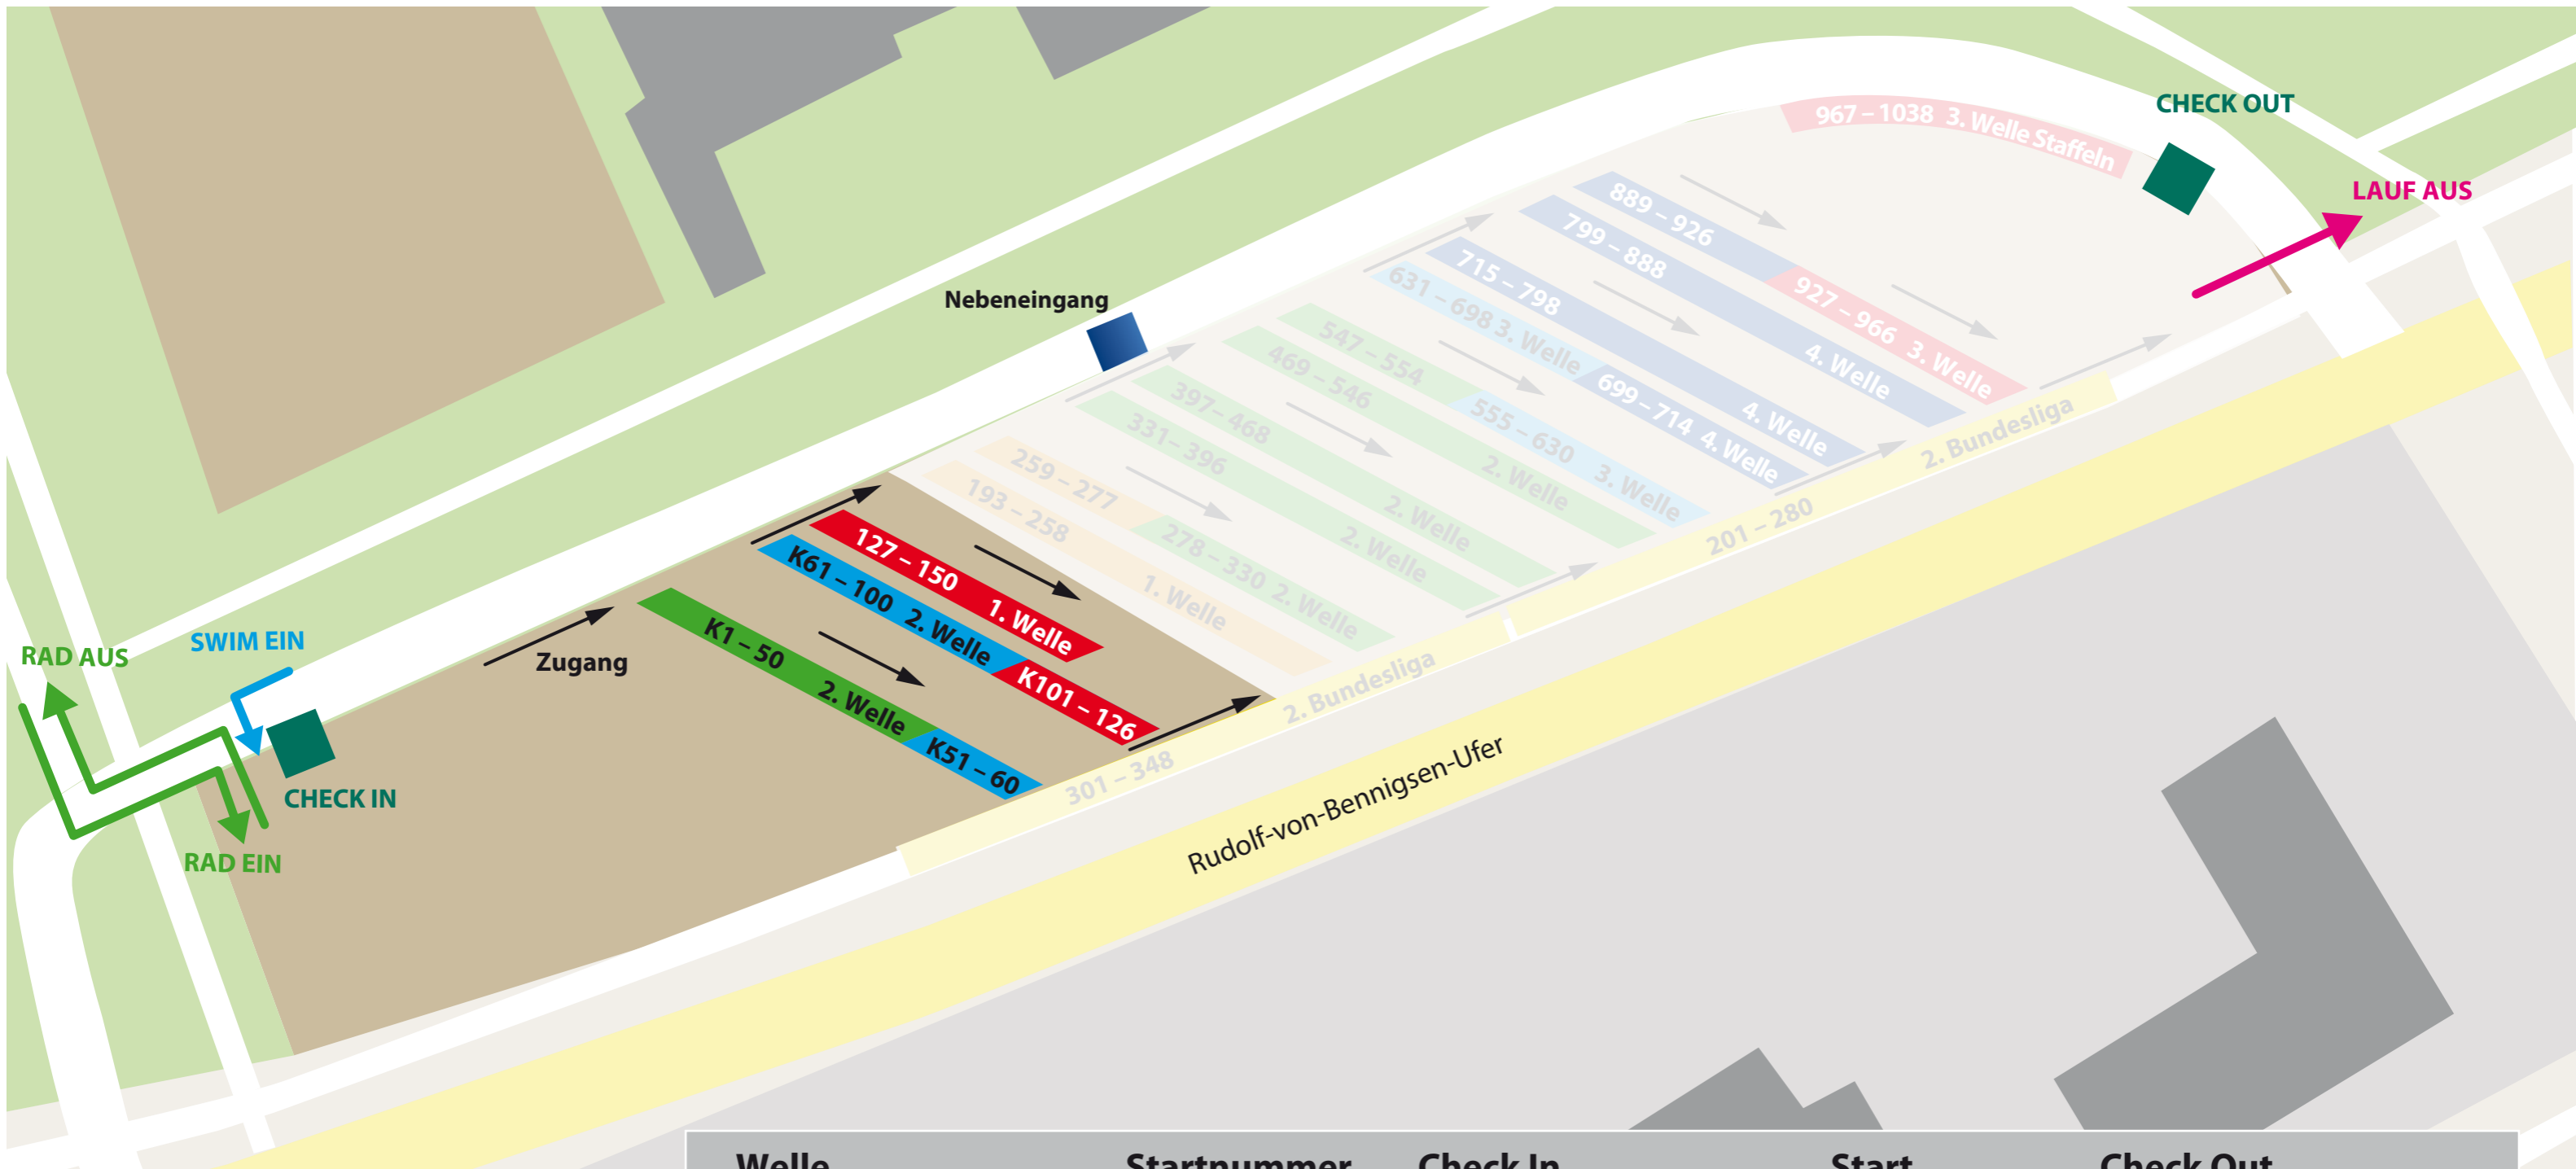 CHECK OUT
967 – 1038 3. Welle Staffeln
LAUF AUS
889 – 926
927 – 966 3. Welle
799 – 888
4. Welle
715 – 798
4. Welle
631 – 698 3. Welle
699 – 714 4. Welle
Nebeneingang
547 – 554
555 – 630 3. Welle
469 – 546
2. Welle
397 – 468
2. Welle
331 – 396
2. Welle
259 – 277
278 – 330 2. Welle
193 – 258
1. Welle
2. Bundesliga
201 – 280
2. Bundesliga
301 – 348
127 – 150 1. Welle
K61 – 100 2. Welle
K101 – 126
K1 – 50
2. Welle
K51 – 60
Zugang
SWIM EIN
RAD AUS
CHECK IN
RAD EIN
Rudolf-von-Bennigsen-Ufer
Welle Startnummer Check In Start Check Out